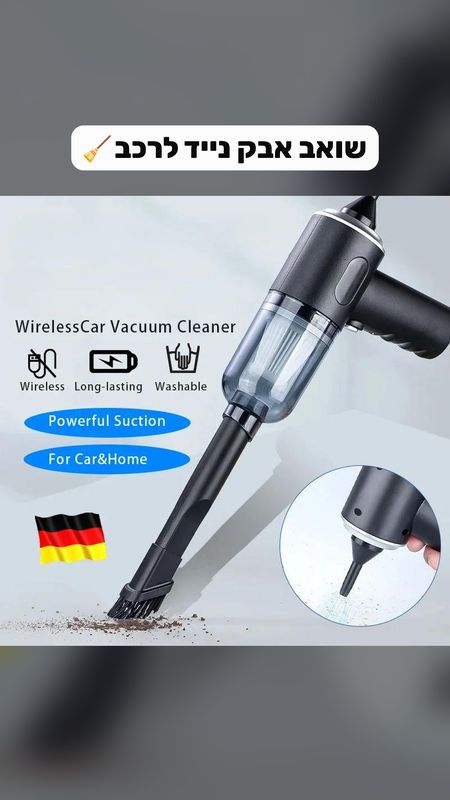 שואב אבק נייד לרכב 🧹
WirelessCar Vacuum Cleaner
Wireless Long-lasting Washable
Powerful Suction
For Car&Home